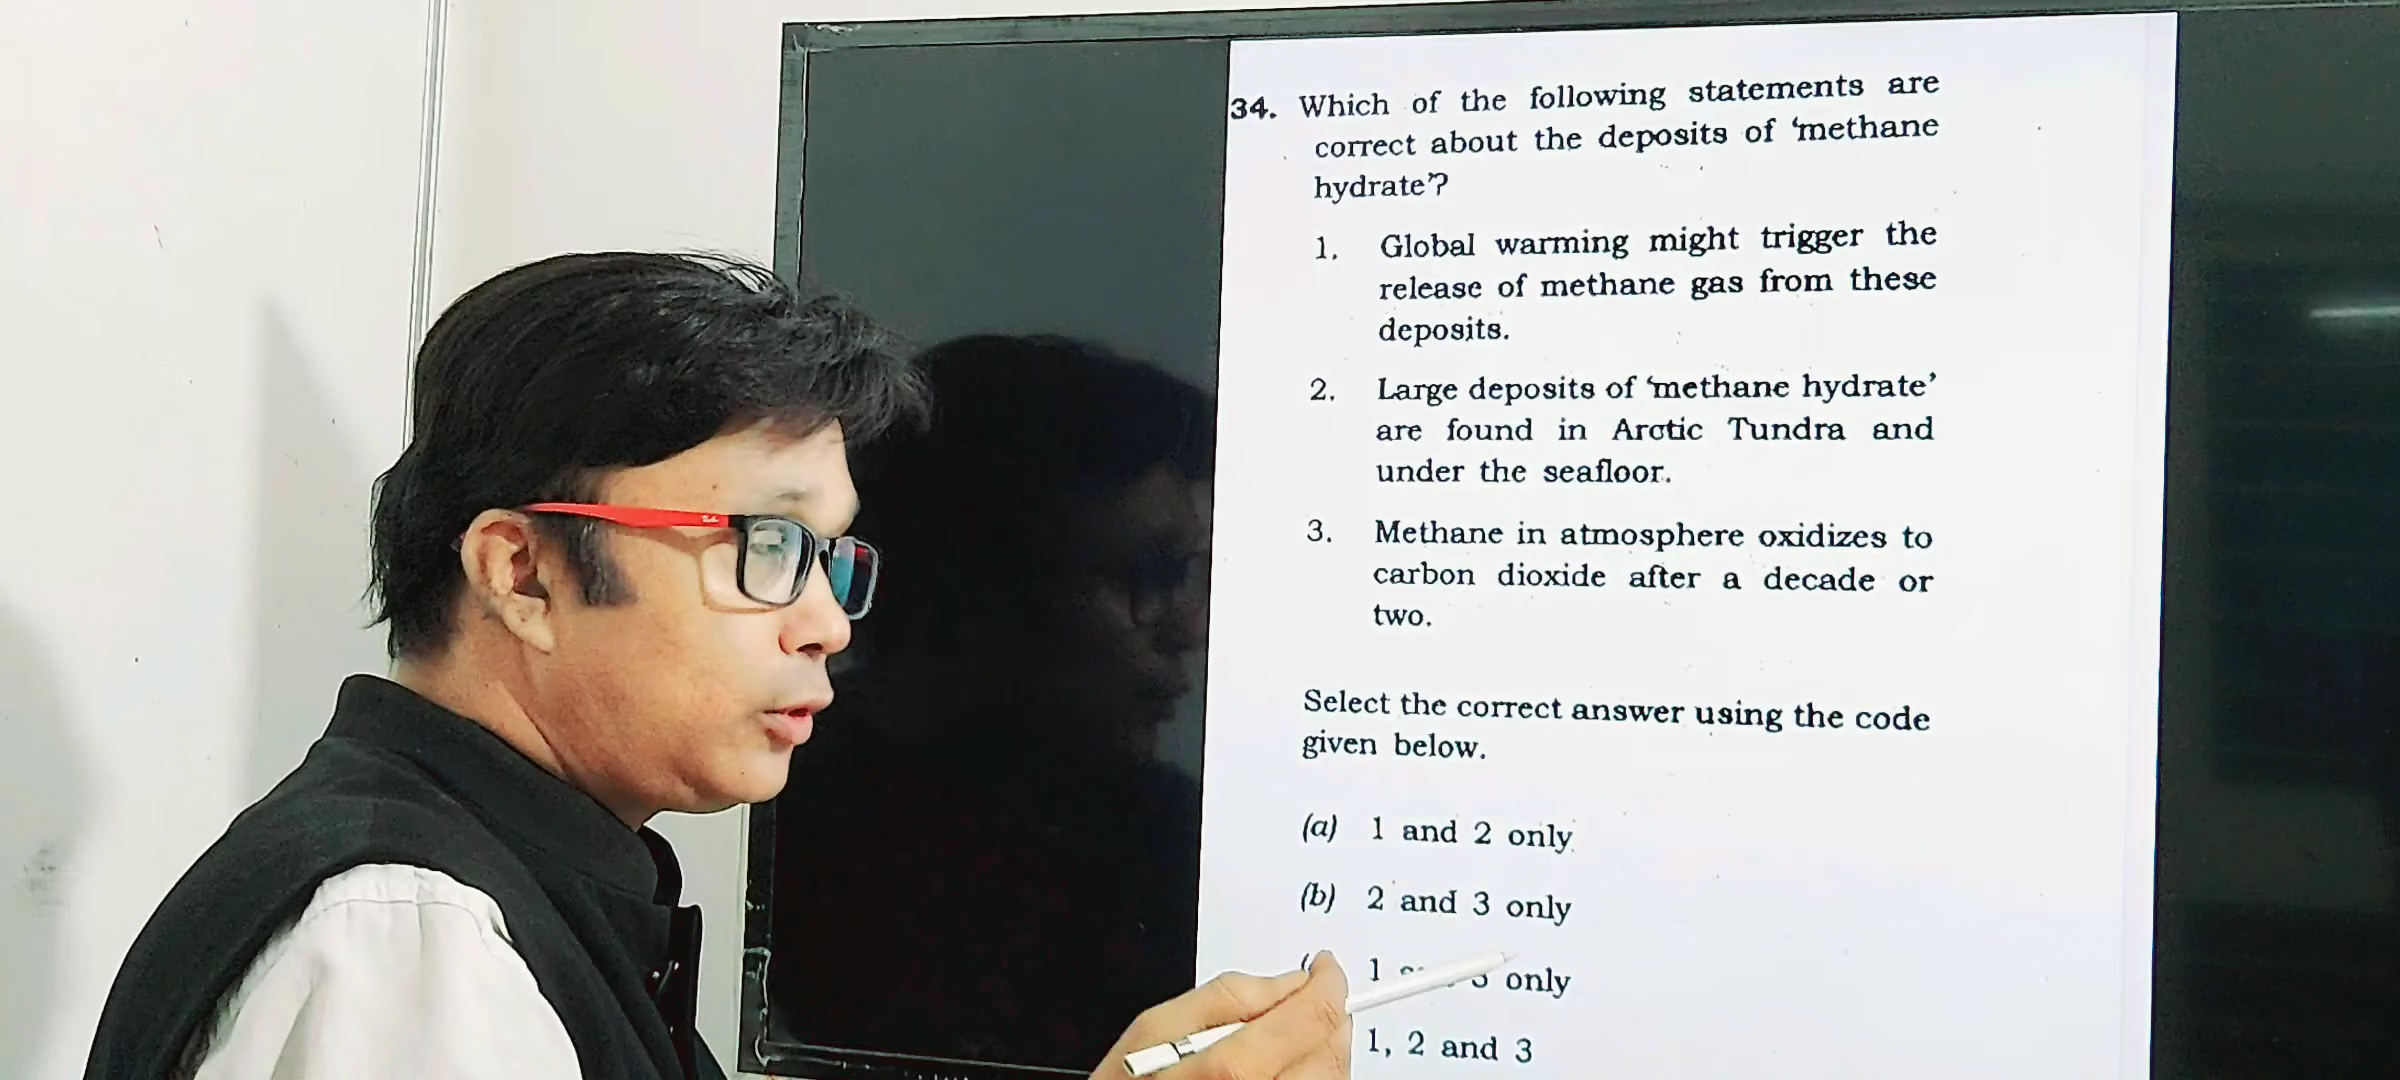 34. Which of the following statements are
correct about the deposits of ‘methane
hydrate’?
1. Global warming might trigger the
release of methane gas from these
deposits.
2. Large deposits of ‘methane hydrate’
are found in Arctic Tundra and
under the seafloor.
3. Methane in atmosphere oxidizes to
carbon dioxide after a decade or
two.
Select the correct answer using the code
given below.
(a) 1 and 2 only
(b) 2 and 3 only
1 3 only
1, 2 and 3